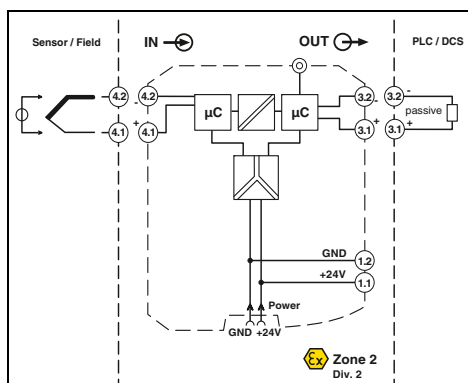 Sensor / Field IN OUT PLC / DCS
4.2 - 4.2 μC μC 3.2 - 3.2 -
passive
4.1 + 4.1 3.1 + 3.1 +
GND 1.2
+24V 1.1
Power
GND +24V
Ex Zone 2
Div. 2